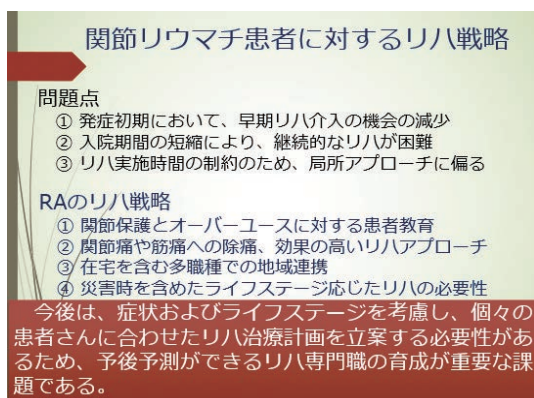 関節リウマチ患者に対するリハ戦略
問題点
① 発症初期において、早期リハ介入の機会の減少
② 入院期間の短縮により、継続的なリハが困難
③ リハ実施時間の制約のため、局所アプローチに偏る
RAのリハ戦略
① 関節保護とオーバーユースに対する患者教育
② 関節痛や筋痛への除痛、効果の高いリハアプローチ
③ 在宅を含む多職種での地域連携
④ 災害時を含めたライフステージ応じたリハの必要性
今後は、症状およびライフステージを考慮し、個々の
患者さんに合わせたリハ治療計画を立案する必要性があ
るため、予後予測ができるリハ専門職の育成が重要な課
題である。